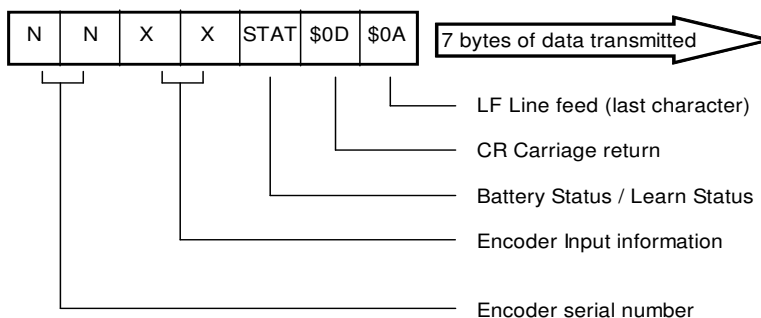 N N X X STAT $0D $0A
7 bytes of data transmitted
LF Line feed (last character)
CR Carriage return
Battery Status / Learn Status
Encoder Input information
Encoder serial number